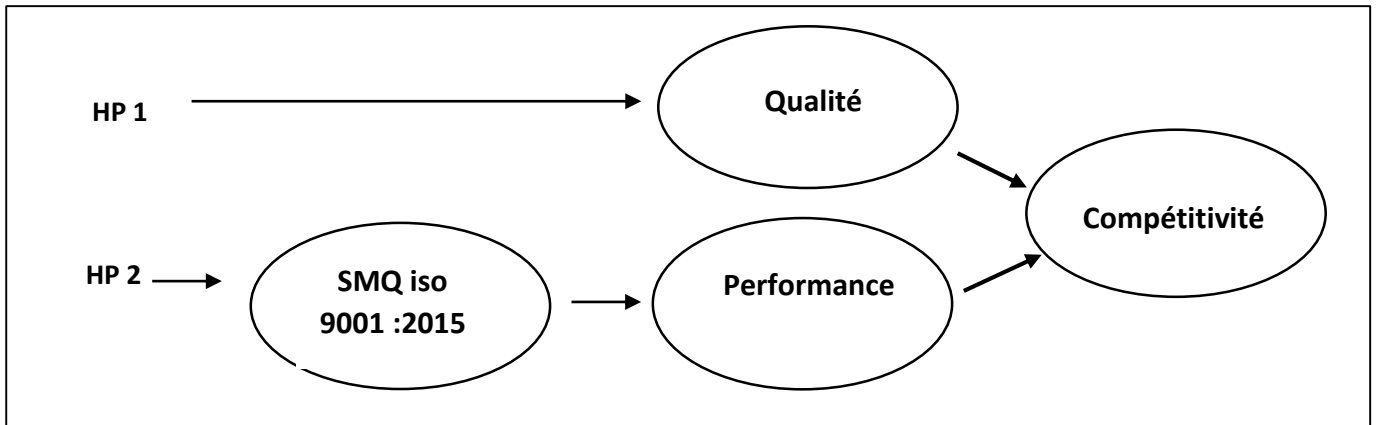 HP 1
Qualité
Compétitivité
HP 2
SMQ iso
9001 :2015
Performance